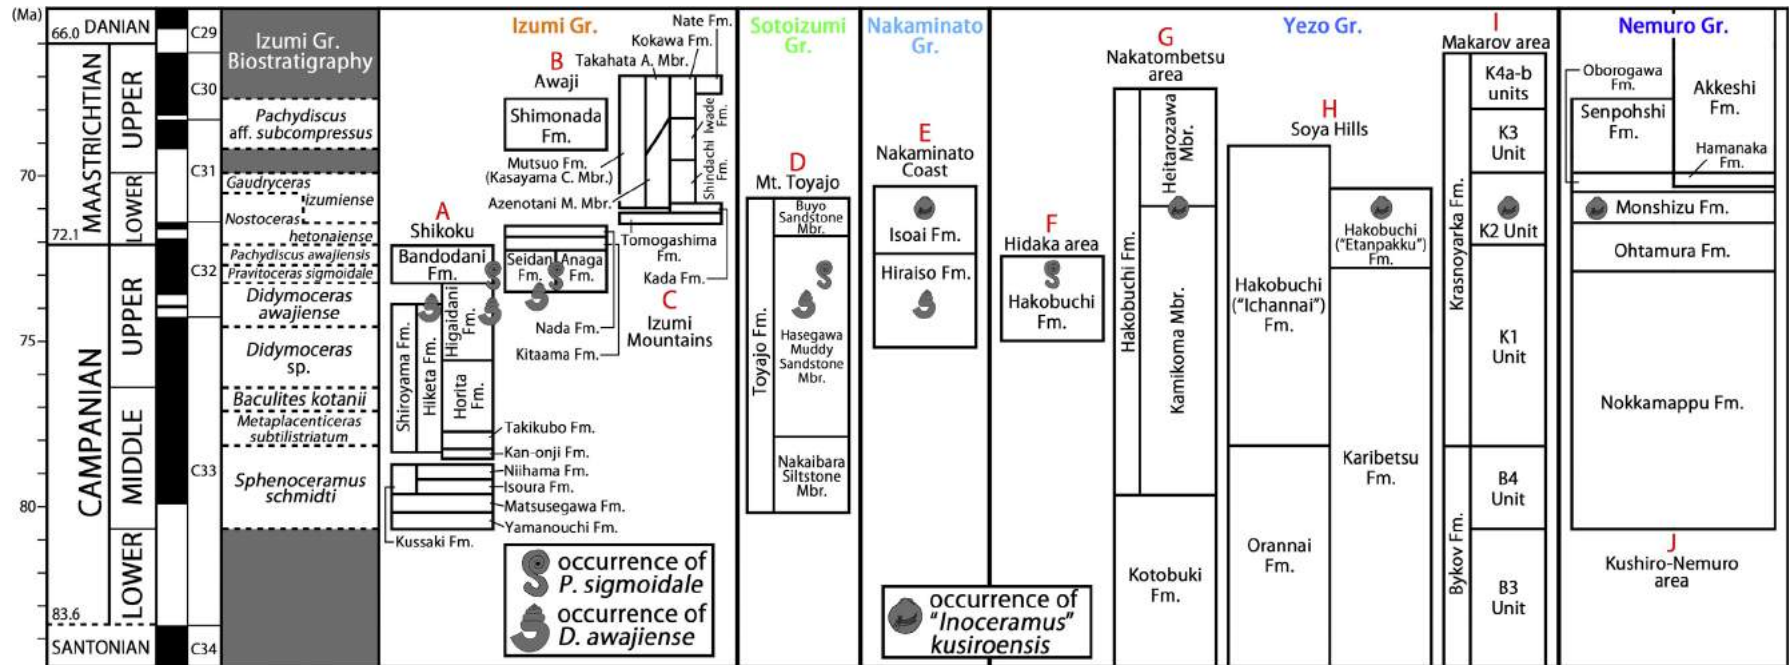 (Ma)
66.0
DANIAN
MAASTRICHTIAN
UPPER
LOWER
70
72.1
CAMPANIAN
UPPER
MIDDLE
LOWER
75
80
83.6
SANTONIAN
C29
C30
C31
C32
C33
C34
Izumi Gr.
Biostratigraphy
Pachydiscus
aff. subcompressus
Gaudryceras
izumiense
Nostoceras
hetonaiense
Pachydiscus awajiensis
Pravitoceras sigmoidale
Didymoceras
awajiense
Didymoceras
sp.
Baculites kotanii
Metaplacenticeras
subtilistriatum
Sphenoceramus
schmidti
Izumi Gr.
A
Shikoku
Bandodani
Fm.
Shiroyama Fm.
Hiketa Fm.
Higaidani
Fm.
Horita
Fm.
Takikubo Fm.
Kan-onji Fm.
Niihama Fm.
Isoura Fm.
Matsusegawa Fm.
Yamanouchi Fm.
Kussaki Fm.
B
Awaji
Shimonada
Fm.
Seidan
Fm.
Anaga
Fm.
Nada Fm.
Kitaama Fm.
Nate Fm.
Kokawa Fm.
Takahata A. Mbr.
Mutsuo Fm.
(Kasayama C. Mbr.)
Azenotani M. Mbr.
Shindachi
Fm.
Iwade
Fm.
Tomogashima
Fm.
Kada Fm.
C
Izumi
Mountains
occurrence of
P. sigmoidale
occurrence of
D. awajiense
Sotoizumi
Gr.
D
Mt. Toyajo
Toyajo Fm.
Buyo
Sandstone
Mbr.
Hasegawa
Muddy
Sandstone
Mbr.
Nakaibara
Siltstone
Mbr.
Nakaminato
Gr.
E
Nakaminato
Coast
Isoai Fm.
Hiraiso Fm.
occurrence of
"Inoceramus"
kusiroensis
Yezo Gr.
F
Hidaka area
Hakobuchi
Fm.
G
Nakatombetsu
area
Hakobuchi Fm.
Heitarozawa
Mbr.
Kamikoma Mbr.
Kotobuki
Fm.
H
Soya Hills
Hakobuchi
("Ichannai")
Fm.
Orannai
Fm.
Hakobuchi
("Etanpakku")
Fm.
Karibetsu
Fm.
I
Makarov area
Krasnoyarka Fm.
K4a-b
units
K3
Unit
K2 Unit
K1
Unit
Bykov Fm.
B4
Unit
B3
Unit
Nemuro Gr.
Oborogawa
Fm.
Senpohshi
Fm.
Akkeshi
Fm.
Hamanaka
Fm.
Monshizu Fm.
Ohtamura Fm.
Nokkamappu Fm.
J
Kushiro-Nemuro
area